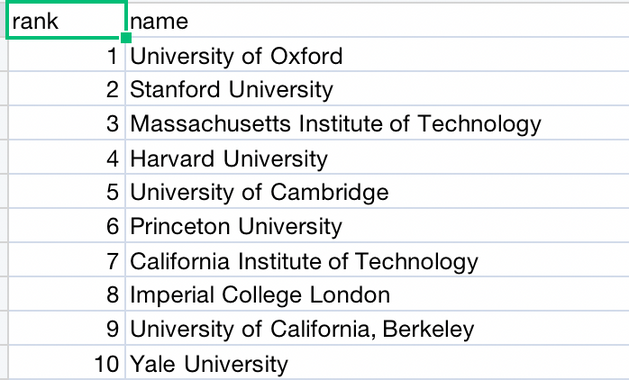 rank name
1 University of Oxford
2 Stanford University
3 Massachusetts Institute of Technology
4 Harvard University
5 University of Cambridge
6 Princeton University
7 California Institute of Technology
8 Imperial College London
9 University of California, Berkeley
10 Yale University